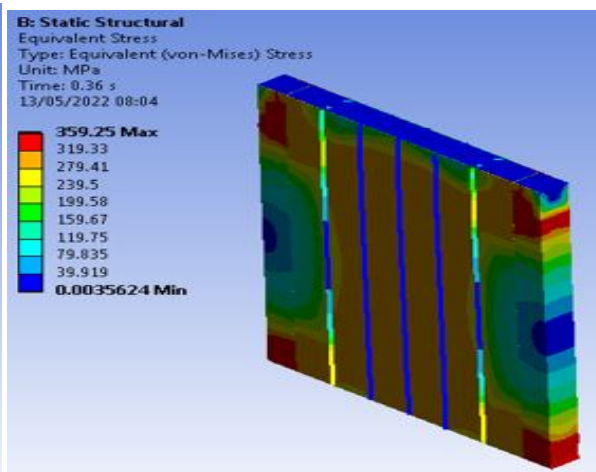 B: Static Structural
Equivalent Stress
Type: Equivalent (von-Mises) Stress
Unit: MPa
Time: 0.36 s
13/05/2022 08:04
359.25 Max
319.33
279.41
239.5
199.58
159.67
119.75
79.835
39.919
0.0035624 Min